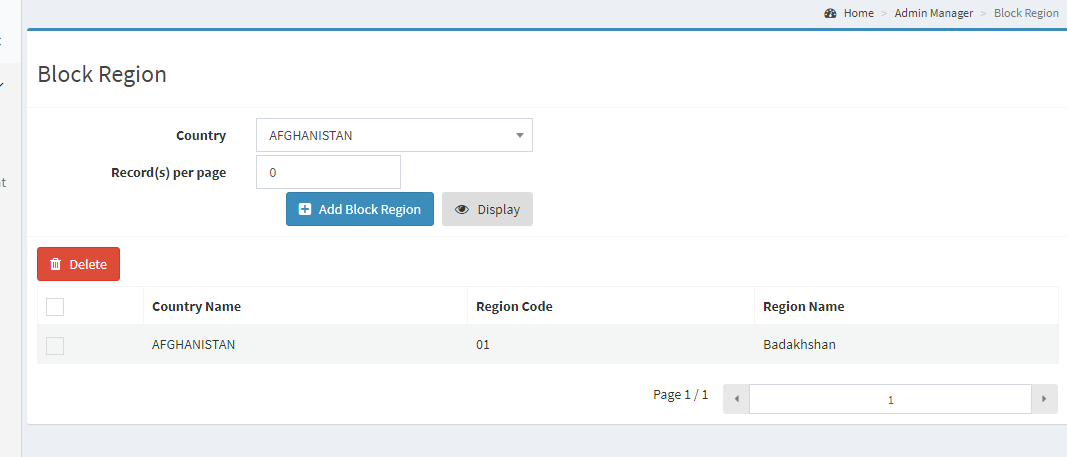 Home > Admin Manager > Block Region
Block Region
Country AFGHANISTAN
Record(s) per page 0
Add Block Region Display
Delete
Country Name Region Code Region Name
AFGHANISTAN 01 Badakhshan
Page 1 / 1 1